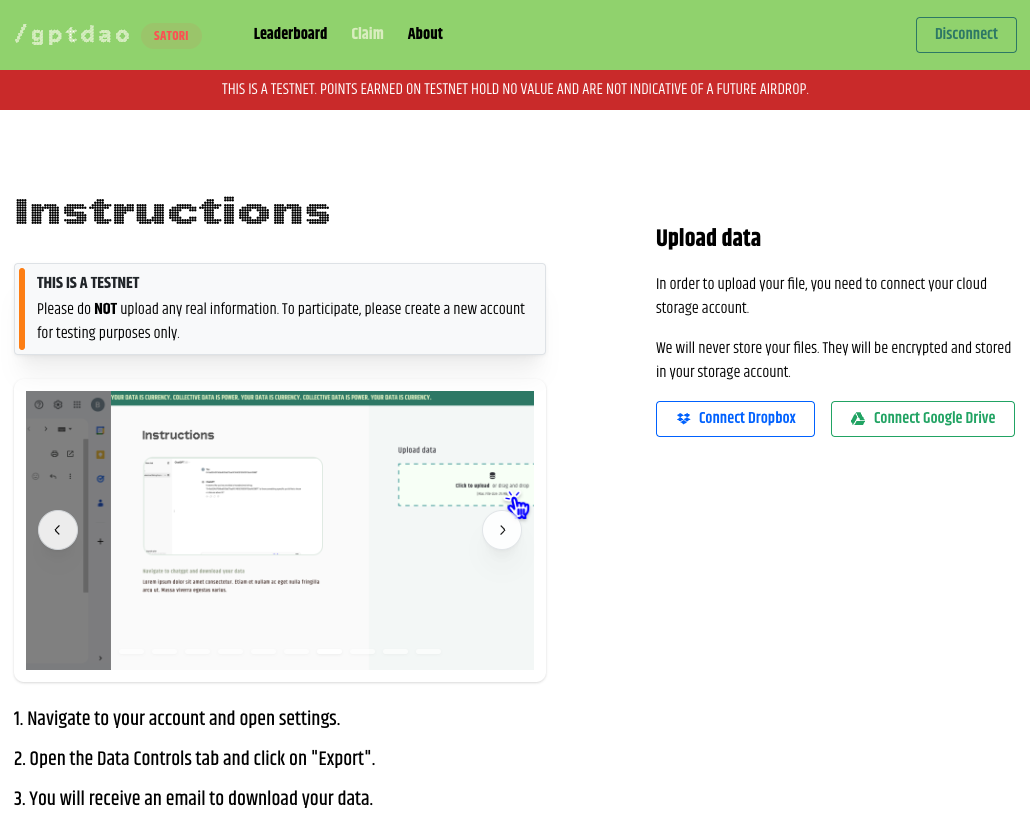 /gptdao SATORI Leaderboard Claim About Disconnect
THIS IS A TESTNET. POINTS EARNED ON TESTNET HOLD NO VALUE AND ARE NOT INDICATIVE OF A FUTURE AIRDROP.
Instructions
THIS IS A TESTNET
Please do NOT upload any real information. To participate, please create a new account
for testing purposes only.
YOUR DATA IS CURRENCY. COLLECTIVE DATA IS POWER. YOUR DATA IS CURRENCY. COLLECTIVE DATA IS POWER. YOUR DATA IS CURRENCY.
Instructions
Upload data
Click to upload or drag and drop
Navigate to chatgpt and download your data
Lorem ipsum dolor sit amet consectetur. Etiam et nullam ac eget nulla fringilla
arcu ut. Massa viverra egestas varius.
1. Navigate to your account and open settings.
2. Open the Data Controls tab and click on "Export".
3. You will receive an email to download your data.
Upload data
In order to upload your file, you need to connect your cloud
storage account.
We will never store your files. They will be encrypted and stored
in your storage account.
Connect Dropbox
Connect Google Drive